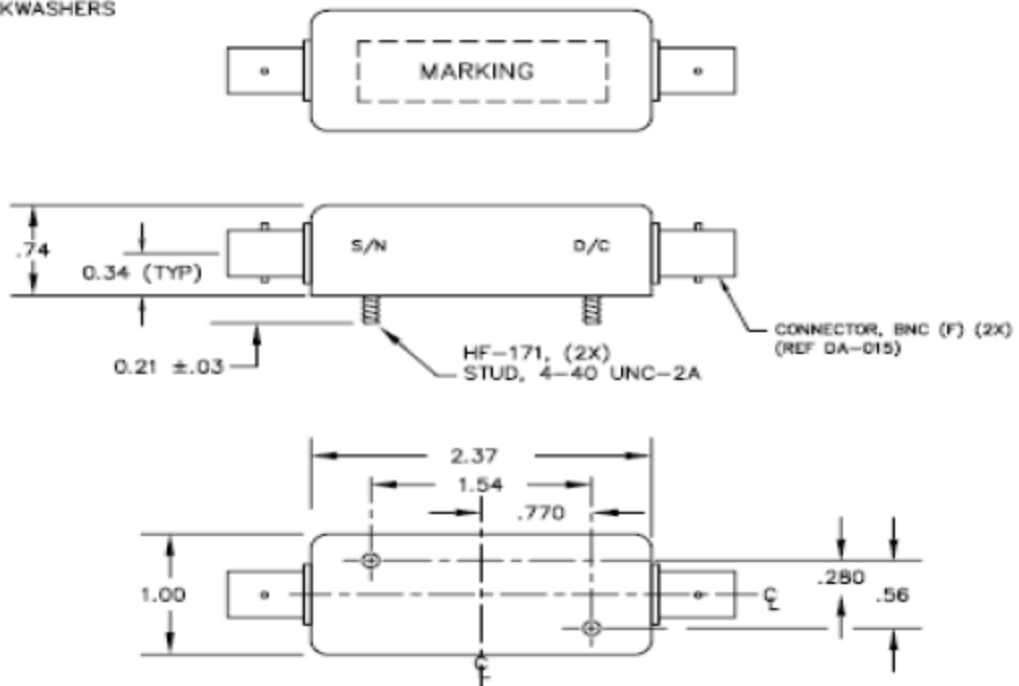 KWASHERS
MARKING
.74
S/N
D/C
0.34 (TYP)
CONNECTOR, BNC (F) (2X)
(REF DA-015)
0.21 ±.03
HF-171, (2X)
STUD, 4-40 UNC-2A
2.37
1.54
.770
1.00
.280
.56
℄
℄